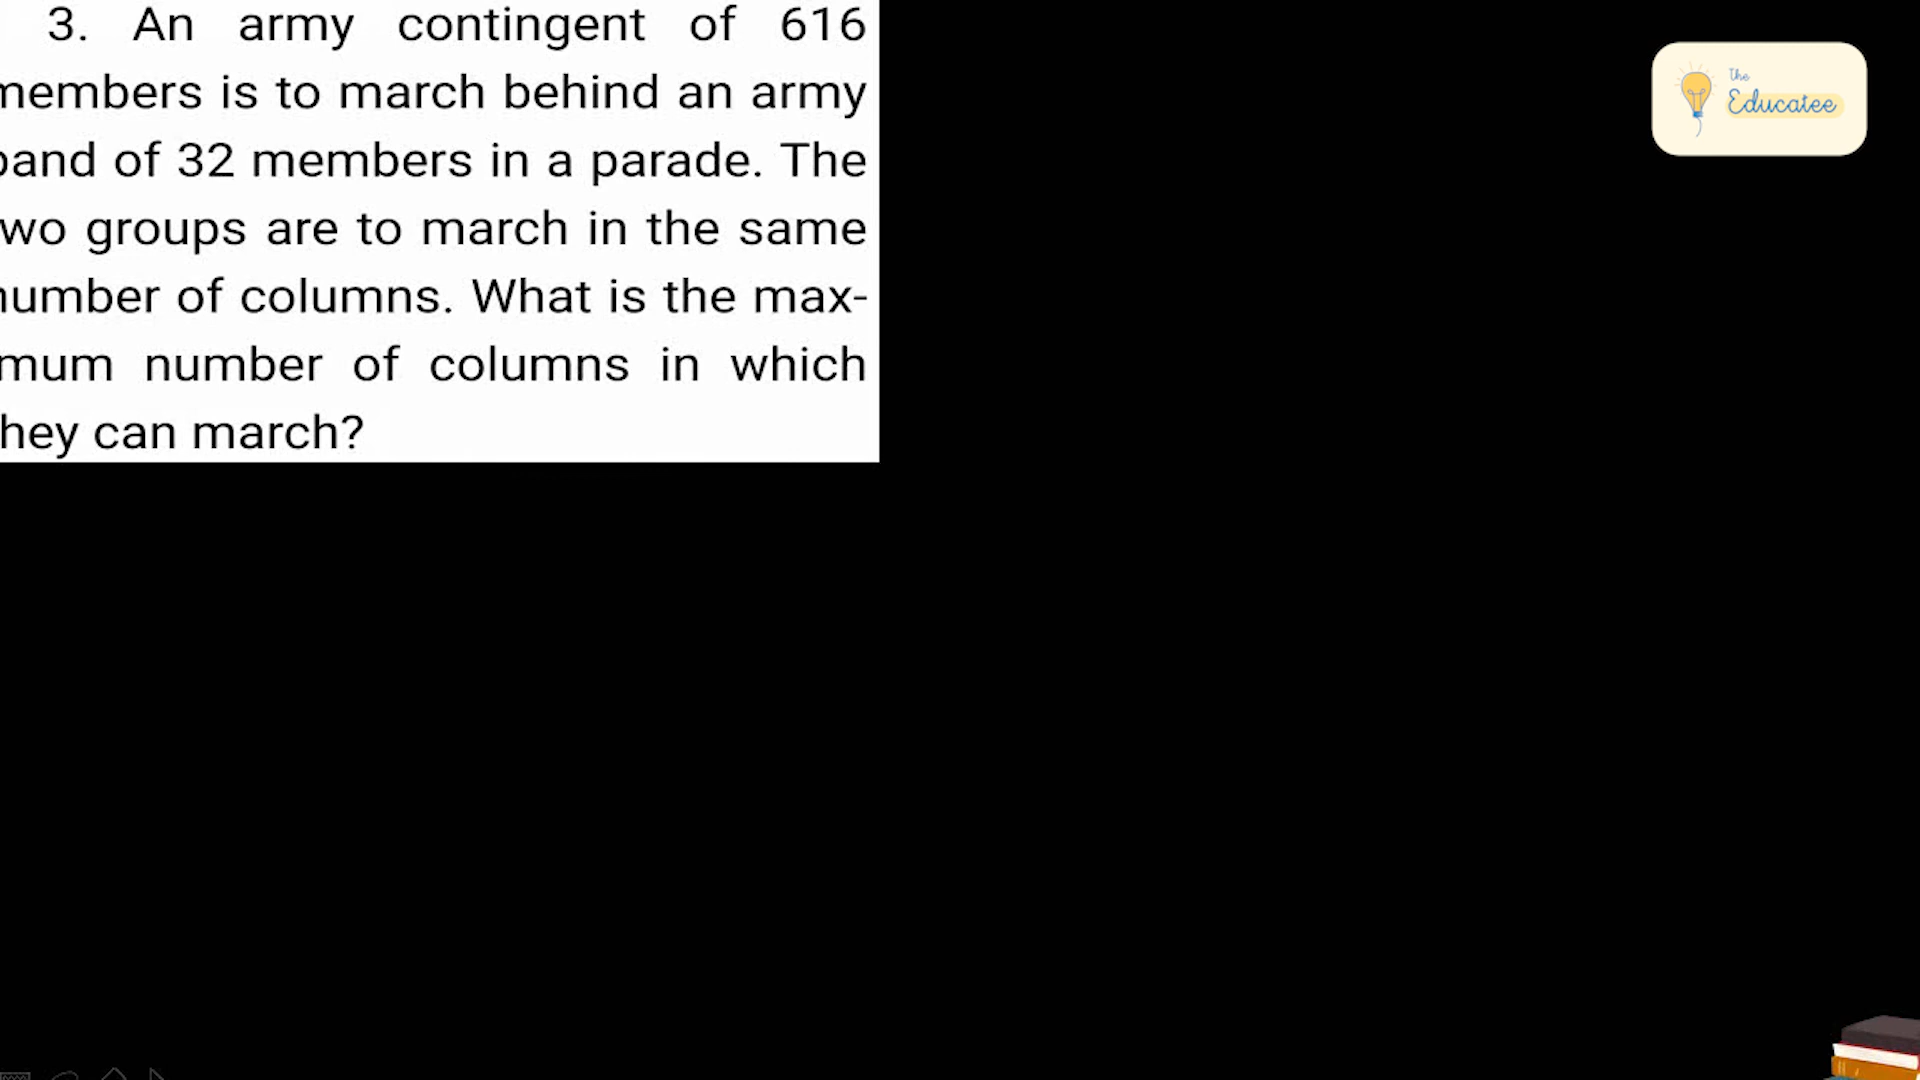 3. An army contingent of 616
members is to march behind an army
band of 32 members in a parade. The
two groups are to march in the same
number of columns. What is the max-
mum number of columns in which
they can march?
The
Educatee